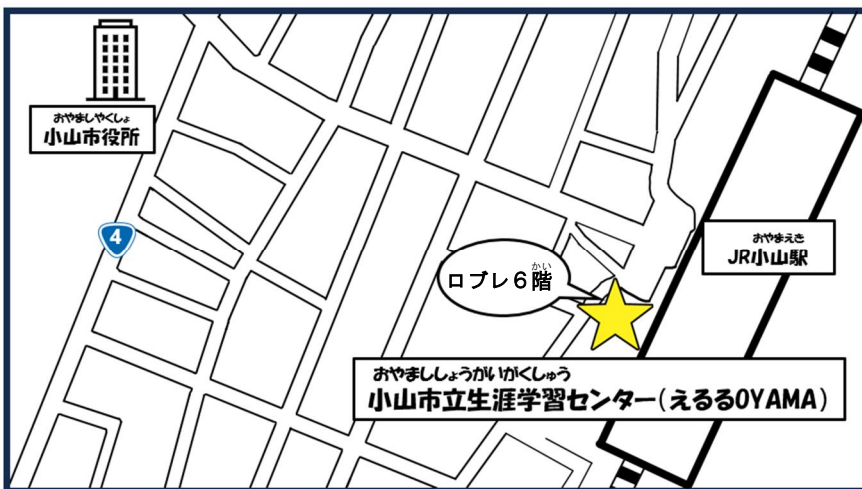 おやましやくしょ
小山市役所
4
おやまえき
JR小山駅
かい
ロブレ6階
おやまししょうがいがくしゅう
小山市立生涯学習センター(えるるOYAMA)